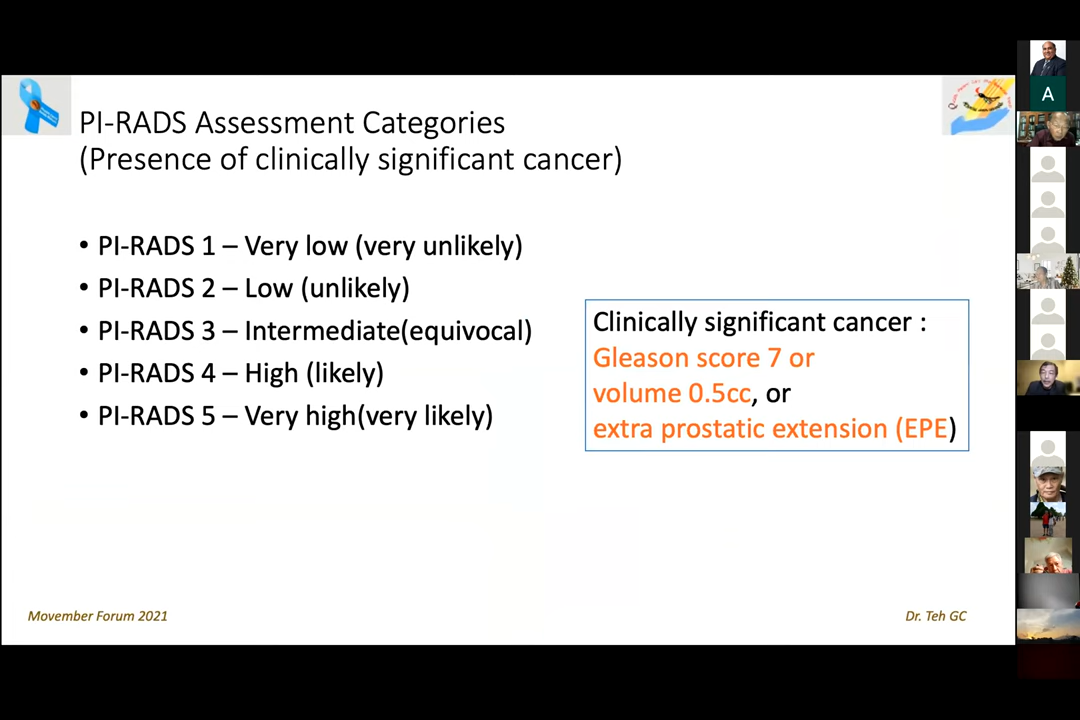 PI-RADS Assessment Categories
(Presence of clinically significant cancer)
• PI-RADS 1 – Very low (very unlikely)
• PI-RADS 2 – Low (unlikely)
• PI-RADS 3 – Intermediate(equivocal)
• PI-RADS 4 – High (likely)
• PI-RADS 5 – Very high(very likely)
Clinically significant cancer :
Gleason score 7 or
volume 0.5cc, or
extra prostatic extension (EPE)
Movember Forum 2021
Dr. Teh GC
A